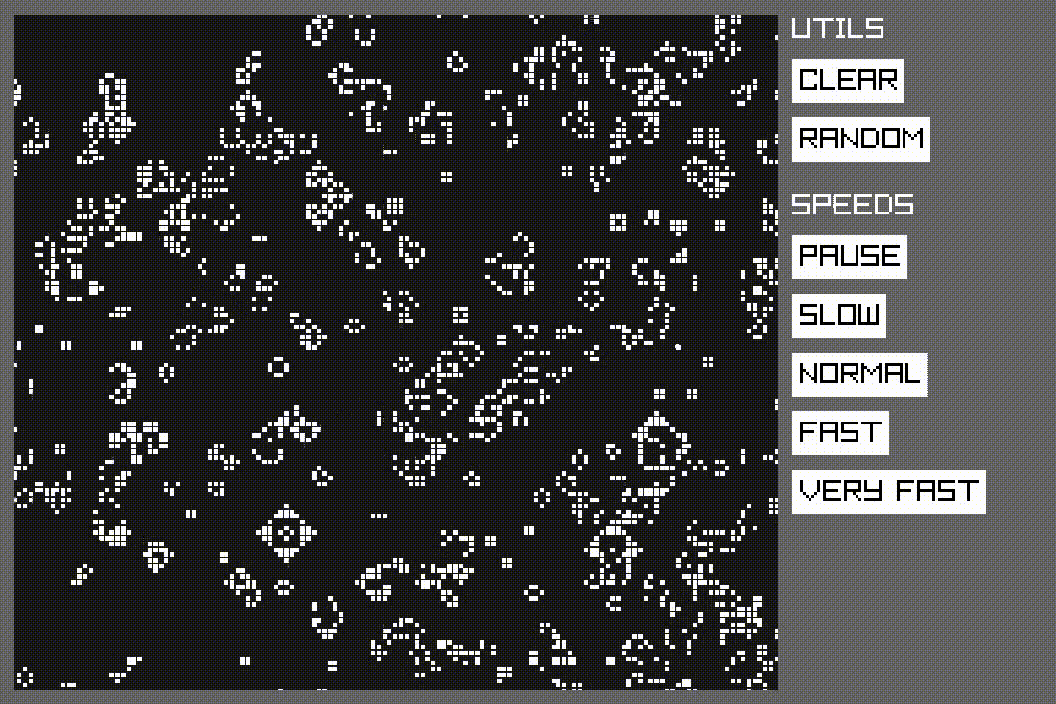 UTILS
CLEAR
RANDOM
SPEEDS
PAUSE
SLOW
NORMAL
FAST
VERY FAST